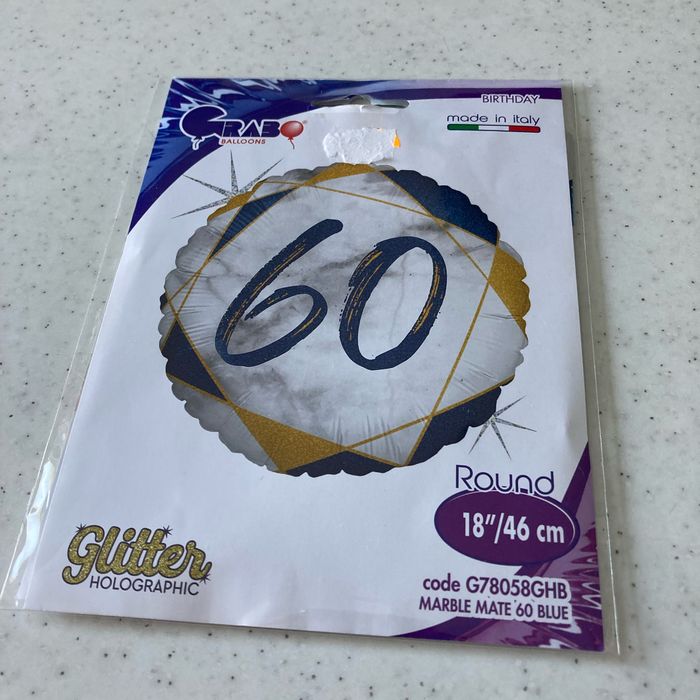 BIRTHDAY
GRABO
BALLOONS
made in italy
60
Round
18"/46 cm
Glitter
HOLOGRAPHIC
code G78058GHB
MARBLE MATE 60 BLUE